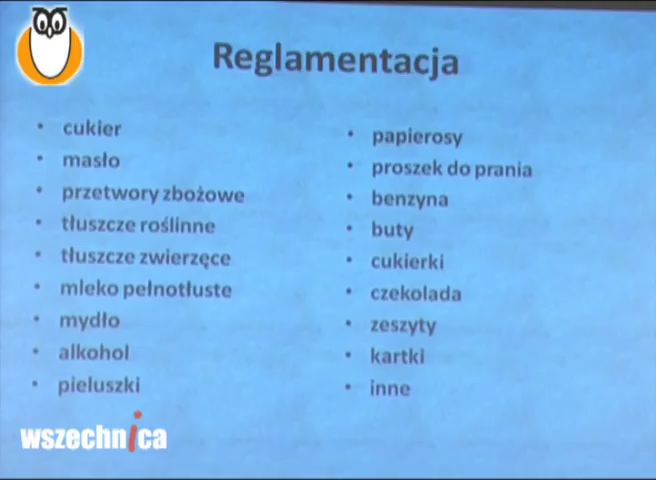 Reglamentacja
• cukier
• masło
• przetwory zbożowe
• tłuszcze roślinne
• tłuszcze zwierzęce
• mleko pełnotłuste
• mydło
• alkohol
• pieluszki
• papierosy
• proszek do prania
• benzyna
• buty
• cukierki
• czekolada
• zeszyty
• kartki
• inne
wszechnica